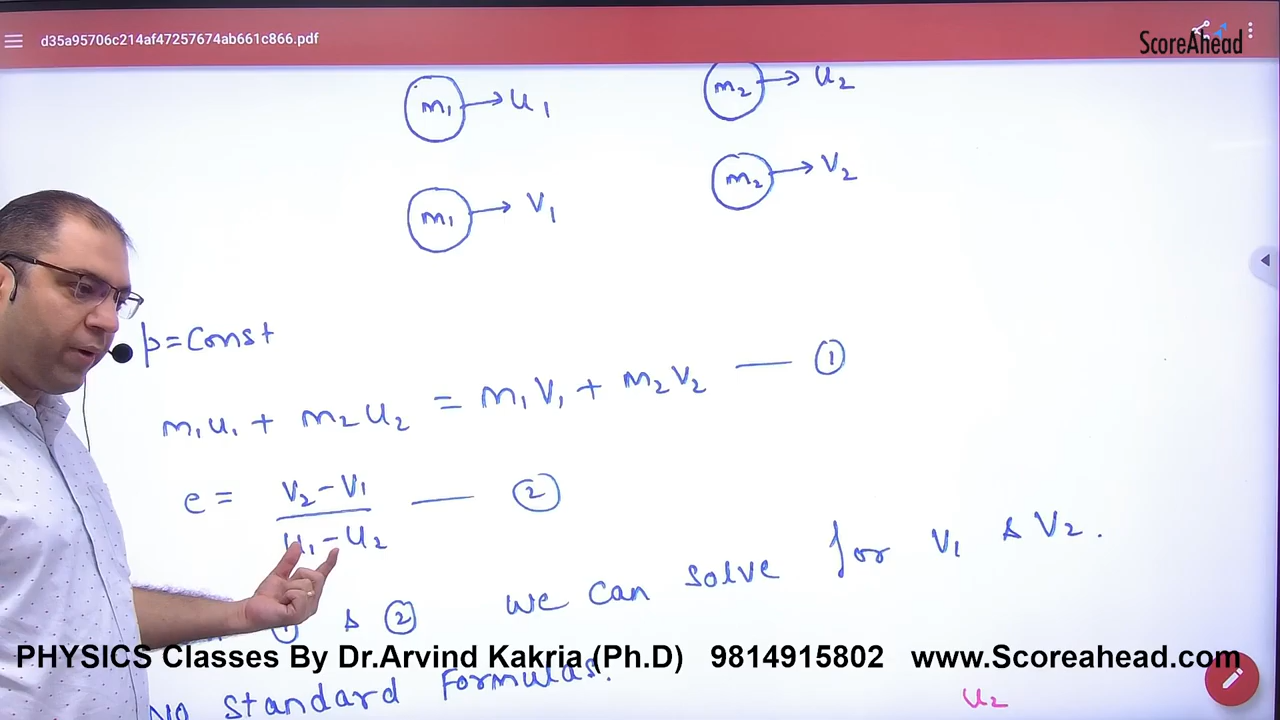 d35a95706c214af47257674ab661c866.pdf
ScoreAhead
m₁ → u₁
m₂ → u₂
m₁ → V₁
m₂ → V₂
p = Const
m₁u₁ + m₂u₂ = m₁V₁ + m₂V₂ — ①
e = (V₂ - V₁)/(u₁ - u₂) — ②
① & ② we can solve for V₁ & V₂.
PHYSICS Classes By Dr.Arvind Kakria (Ph.D) 9814915802 www.Scoreahead.com
No standard formulas.
u₂